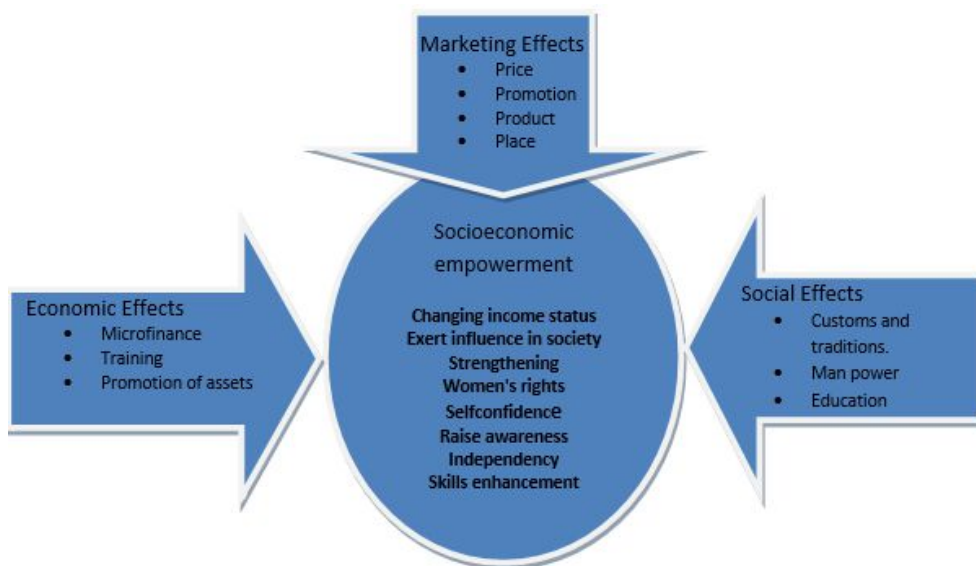 Marketing Effects
• Price
• Promotion
• Product
• Place
Socioeconomic
empowerment
Changing income status
Exert influence in society
Strengthening
Women's rights
Selfconfidence
Raise awareness
Independency
Skills enhancement
Economic Effects
• Microfinance
• Training
• Promotion of assets
Social Effects
• Customs and
traditions.
• Man power
• Education